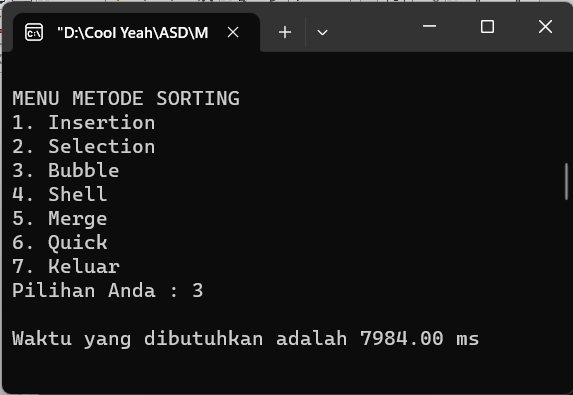 "D:\Cool Yeah\ASD\M
MENU METODE SORTING
1. Insertion
2. Selection
3. Bubble
4. Shell
5. Merge
6. Quick
7. Keluar
Pilihan Anda : 3
Waktu yang dibutuhkan adalah 7984.00 ms